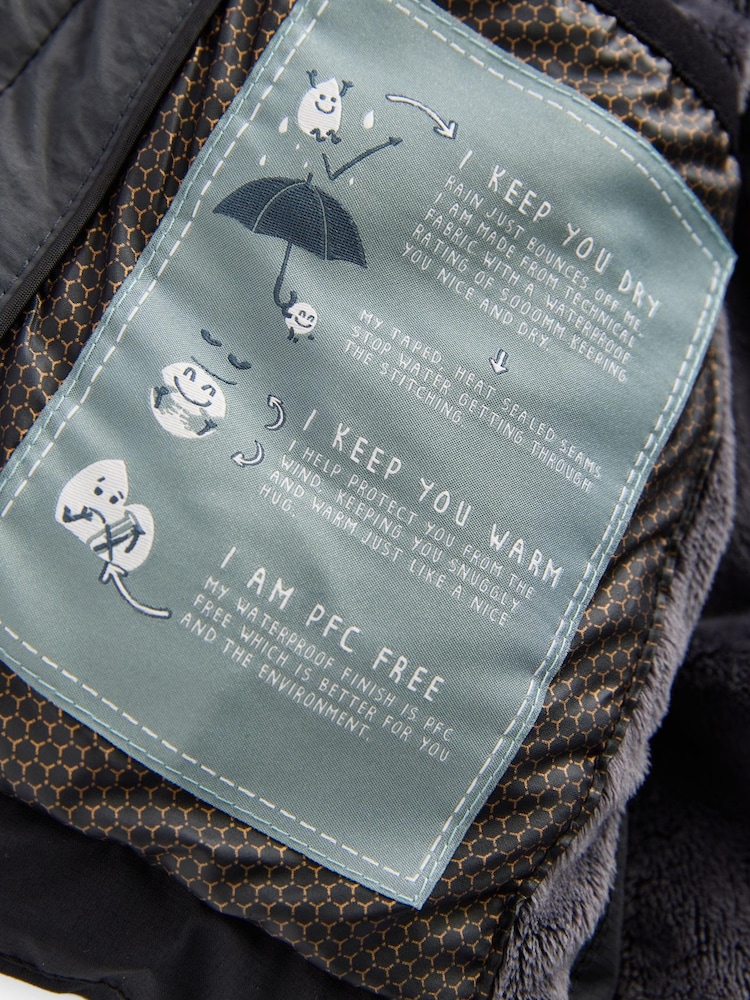 I KEEP YOU DRY
RAIN JUST BOUNCES OFF ME.
I AM MADE FROM TECHNICAL
FABRIC WITH A WATERPROOF
RATING OF 5000MM KEEPING
YOU NICE AND DRY.
MY TAPED, HEAT SEALED SEAMS
STOP WATER GETTING THROUGH
THE STITCHING.
I KEEP YOU WARM
I HELP PROTECT YOU FROM THE
WIND, KEEPING YOU SNUGGLY
AND WARM JUST LIKE A NICE
HUG.
I AM PFC FREE
MY WATERPROOF FINISH IS PFC
FREE WHICH IS BETTER FOR YOU
AND THE ENVIRONMENT.